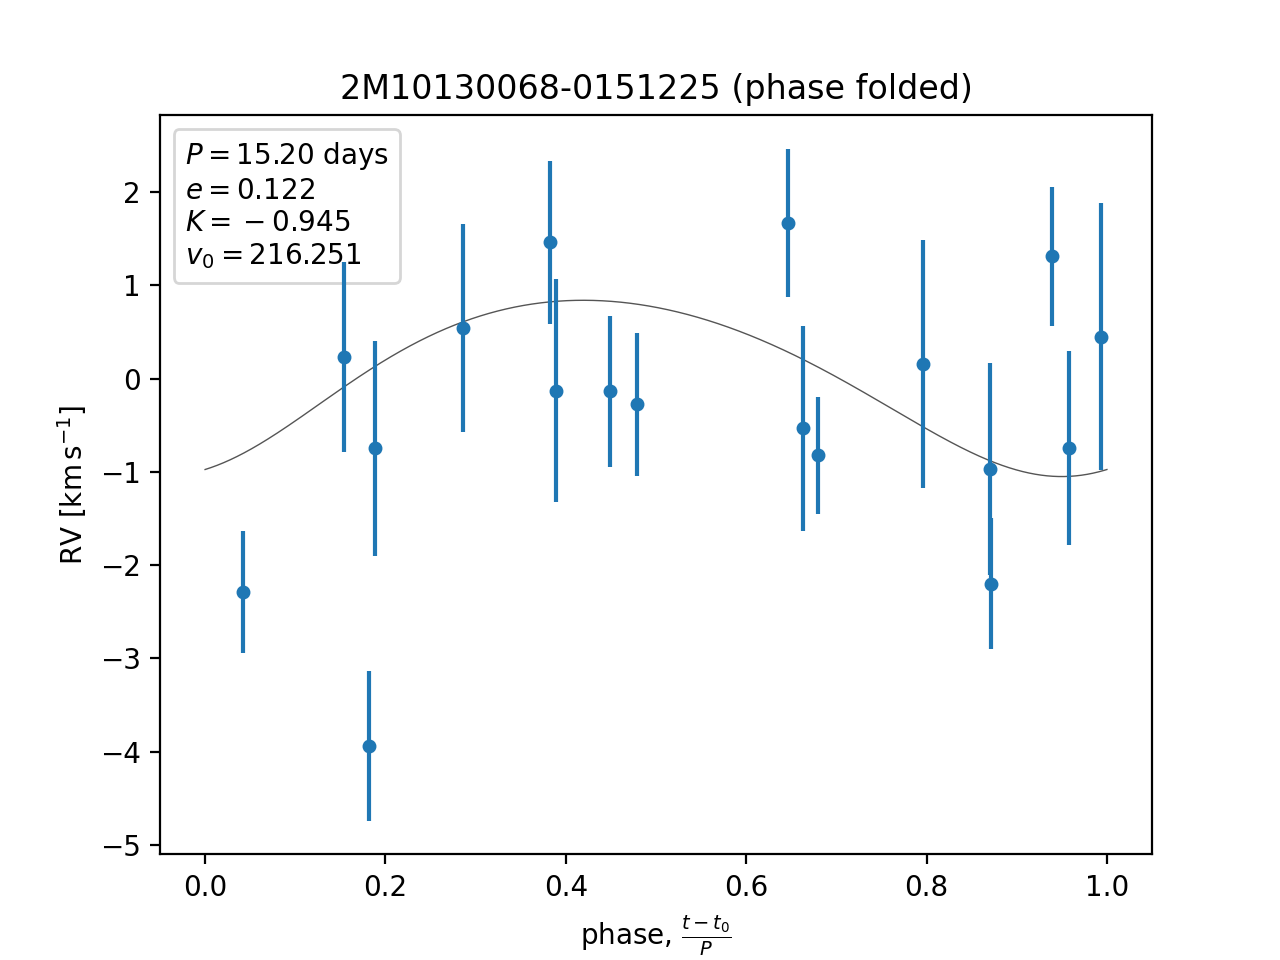 2M10130068-0151225 (phase folded)
P = 15.20 days
e = 0.122
K = −0.945
v₀ = 216.251
2
1
0
−1
−2
−3
−4
−5
RV [km s⁻¹]
0.0 0.2 0.4 0.6 0.8 1.0
phase, (t − t₀)/P